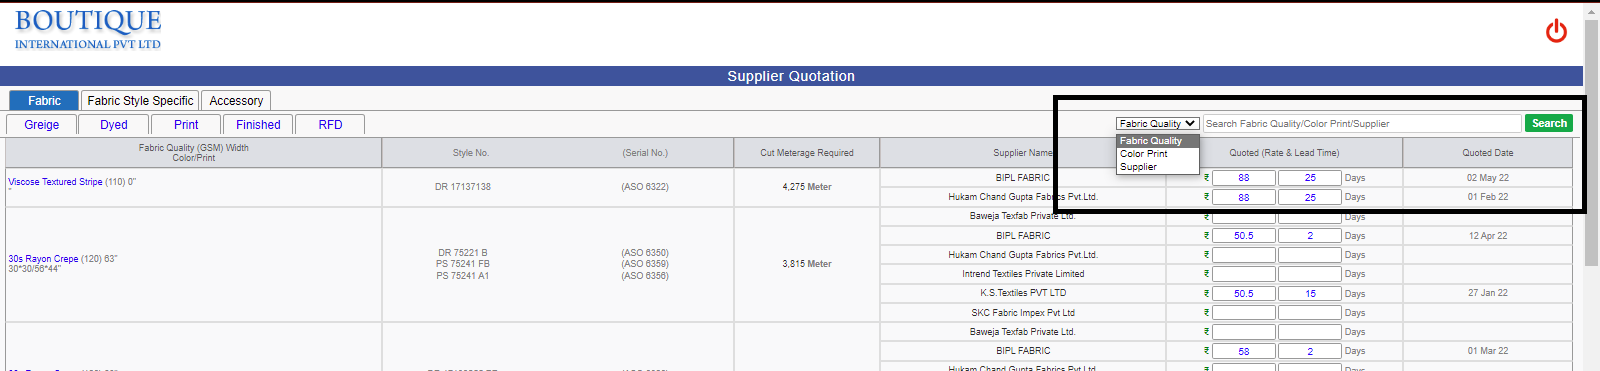 BOUTIQUE
INTERNATIONAL PVT LTD
Supplier Quotation
Fabric Fabric Style Specific Accessory
Greige Dyed Print Finished RFD
Fabric Quality Search Fabric Quality/Color Print/Supplier Search
Fabric Quality
Color Print
Supplier
Fabric Quality (GSM) Width
Color/Print
Style No. (Serial No.) Cut Meterage Required Supplier Name Quoted (Rate & Lead Time) Quoted Date
Viscose Textured Stripe (110) 0"
"
DR 17137138 (ASO 6322) 4,275 Meter
BIPL FABRIC ₹ 88 25 Days 02 May 22
Hukam Chand Gupta Fabrics Pvt.Ltd. ₹ 88 25 Days 01 Feb 22
30s Rayon Crepe (120) 63"
30*30/56*44"
DR 75221 B (ASO 6350)
PS 75241 FB (ASO 6359)
PS 75241 A1 (ASO 6356)
3,815 Meter
Baweja Texfab Private Ltd. ₹ Days
BIPL FABRIC ₹ 50.5 2 Days 12 Apr 22
Hukam Chand Gupta Fabrics Pvt.Ltd. ₹ Days
Intrend Textiles Private Limited ₹ Days
K.S.Textiles PVT LTD ₹ 50.5 15 Days 27 Jan 22
SKC Fabric Impex Pvt Ltd ₹ Days
Baweja Texfab Private Ltd. ₹ Days
BIPL FABRIC ₹ 58 2 Days 01 Mar 22
Hukam Chand Gupta Fabrics Pvt.Ltd. ₹ Days